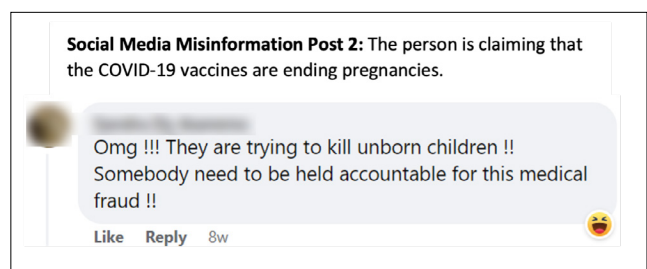 Social Media Misinformation Post 2: The person is claiming that
the COVID-19 vaccines are ending pregnancies.
Omg !!! They are trying to kill unborn children !!
Somebody need to be held accountable for this medical
fraud !!
Like Reply 8w